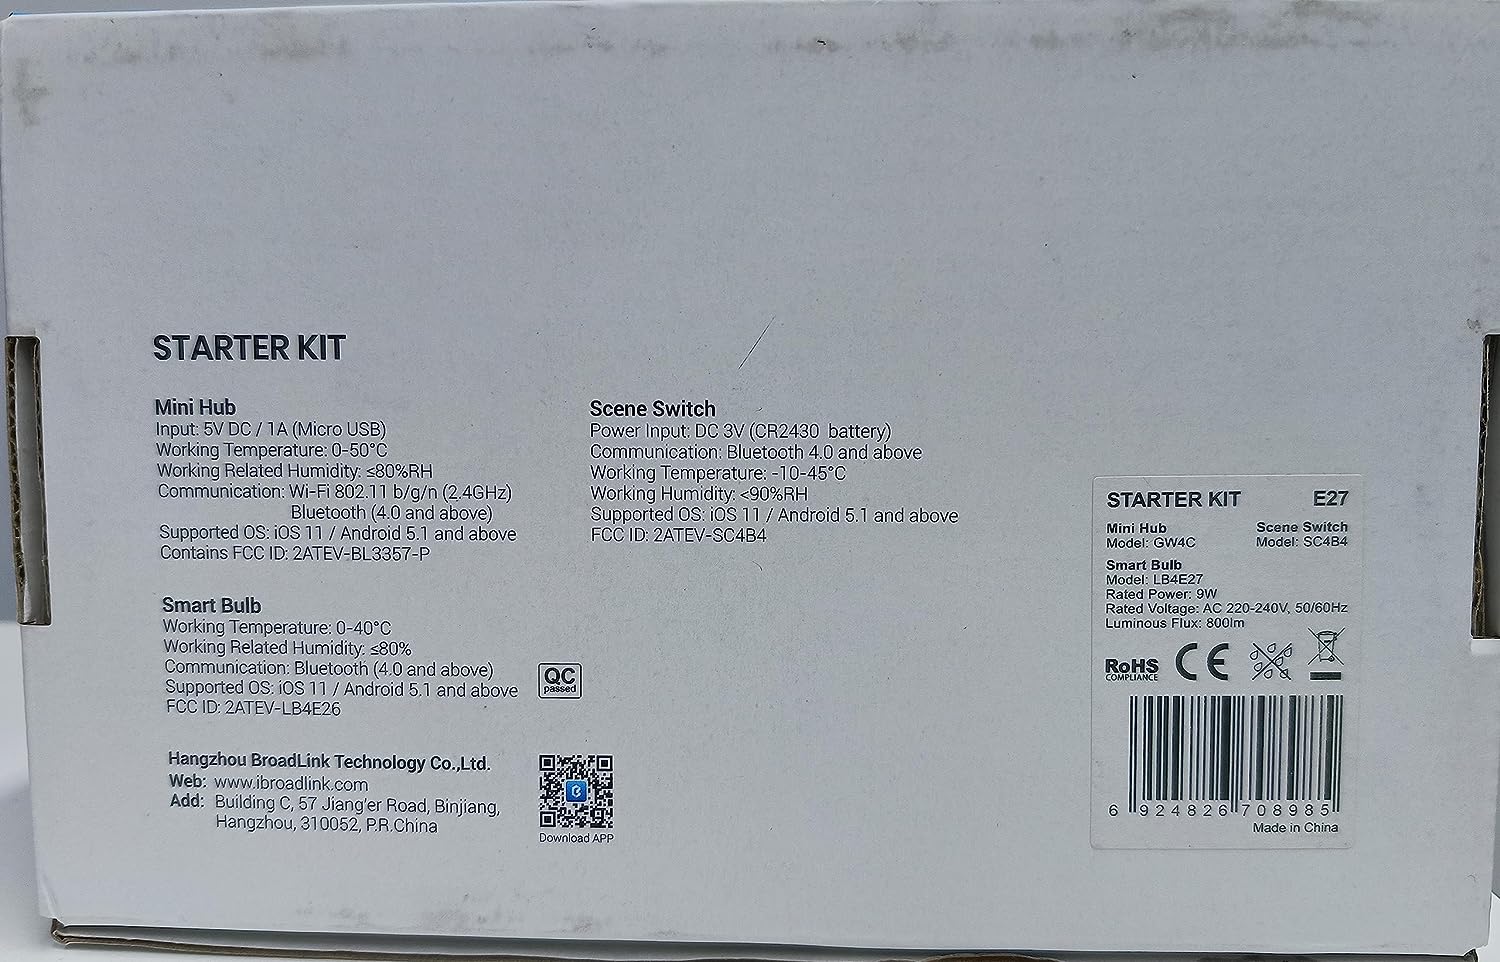 STARTER KIT
Mini Hub
Input: 5V DC / 1A (Micro USB)
Working Temperature: 0-50°C
Working Related Humidity: ≤80%RH
Communication: Wi-Fi 802.11 b/g/n (2.4GHz)
Bluetooth (4.0 and above)
Supported OS: iOS 11 / Android 5.1 and above
Contains FCC ID: 2ATEV-BL3357-P
Smart Bulb
Working Temperature: 0-40°C
Working Related Humidity: ≤80%
Communication: Bluetooth (4.0 and above)
Supported OS: iOS 11 / Android 5.1 and above
FCC ID: 2ATEV-LB4E26
QC
passed
Hangzhou BroadLink Technology Co.,Ltd.
Web: www.ibroadlink.com
Add: Building C, 57 Jiang'er Road, Binjiang,
Hangzhou, 310052, P.R.China
Download APP
Scene Switch
Power Input: DC 3V (CR2430 battery)
Communication: Bluetooth 4.0 and above
Working Temperature: -10-45°C
Working Humidity: <90%RH
Supported OS: iOS 11 / Android 5.1 and above
FCC ID: 2ATEV-SC4B4
STARTER KIT E27
Mini Hub Scene Switch
Model: GW4C Model: SC4B4
Smart Bulb
Model: LB4E27
Rated Power: 9W
Rated Voltage: AC 220-240V, 50/60Hz
Luminous Flux: 800lm
RoHS CE
COMPLIANCE
6 924826 708985
Made in China